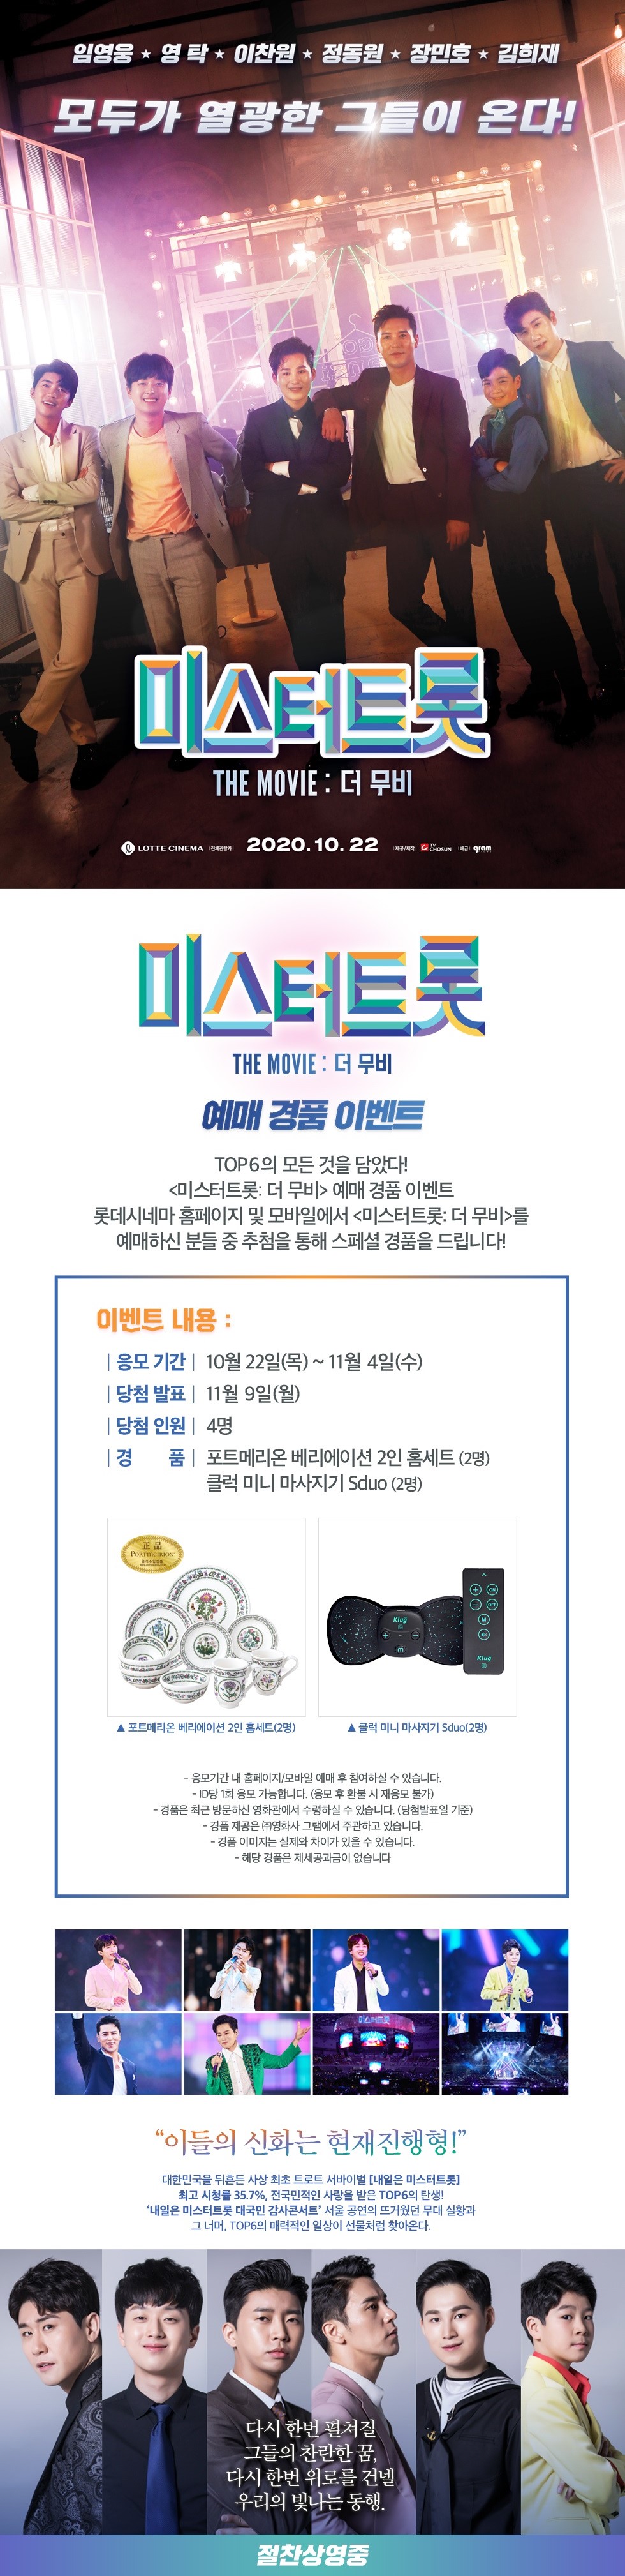 임영웅 ★ 영 탁 ★ 이찬원 ★ 정동원 ★ 장민호 ★ 김희재
모두가 열광한 그들이 온다!
미스터트롯
THE MOVIE : 더 무비
LOTTE CINEMA |전체관람가| 2020.10.22 |제공/제작| TV CHOSUN |배급| gram
미스터트롯
THE MOVIE : 더 무비
예매 경품 이벤트
TOP6의 모든 것을 담았다!
<미스터트롯: 더 무비> 예매 경품 이벤트
롯데시네마 홈페이지 및 모바일에서 <미스터트롯: 더 무비>를
예매하신 분들 중 추첨을 통해 스페셜 경품을 드립니다!
이벤트 내용 :
| 응모 기간 | 10월 22일(목) ~ 11월 4일(수)
| 당첨 발표 | 11월 9일(월)
| 당첨 인원 | 4명
| 경 품 | 포트메리온 베리에이션 2인 홈세트 (2명)
클럭 미니 마사지기 Sduo (2명)
正品
PORTMEIRION
ON
OFF
M
Klug
Klug
m
▲ 포트메리온 베리에이션 2인 홈세트(2명)
▲ 클럭 미니 마사지기 Sduo(2명)
- 응모기간 내 홈페이지/모바일 예매 후 참여하실 수 있습니다.
- ID당 1회 응모 가능합니다. (응모 후 환불 시 재응모 불가)
- 경품은 최근 방문하신 영화관에서 수령하실 수 있습니다. (당첨발표일 기준)
- 경품 제공은 ㈜영화사 그램에서 주관하고 있습니다.
- 경품 이미지는 실제와 차이가 있을 수 있습니다.
- 해당 경품은 제세공과금이 없습니다
미스터트롯
“이들의 신화는 현재진행형!”
대한민국을 뒤흔든 사상 최초 트로트 서바이벌 [내일은 미스터트롯]
최고 시청률 35.7%, 전국민적인 사랑을 받은 TOP6의 탄생!
‘내일은 미스터트롯 대국민 감사콘서트’ 서울 공연의 뜨거웠던 무대 실황과
그 너머, TOP6의 매력적인 일상이 선물처럼 찾아온다.
다시 한번 펼쳐질
그들의 찬란한 꿈,
다시 한번 위로를 건넬
우리의 빛나는 동행.
절찬상영중